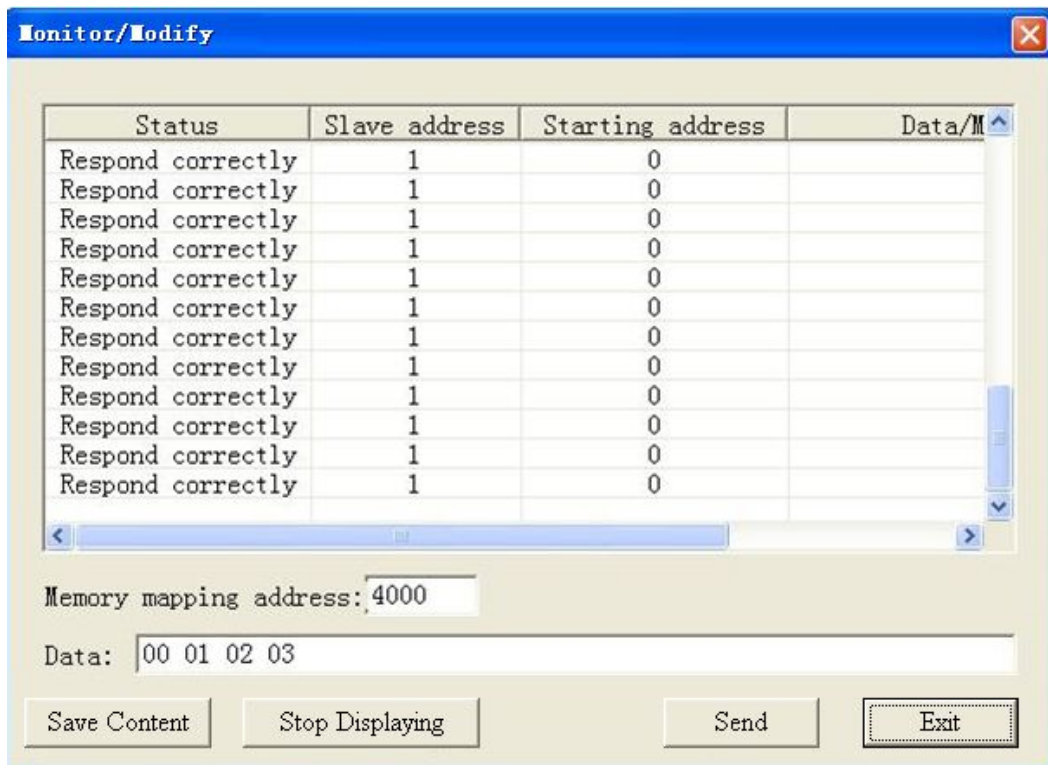 Monitor/Modify
Status Slave address Starting address Data/M
Respond correctly 1 0
Respond correctly 1 0
Respond correctly 1 0
Respond correctly 1 0
Respond correctly 1 0
Respond correctly 1 0
Respond correctly 1 0
Respond correctly 1 0
Respond correctly 1 0
Respond correctly 1 0
Respond correctly 1 0
Respond correctly 1 0
Memory mapping address: 4000
Data: 00 01 02 03
Save Content Stop Displaying Send Exit